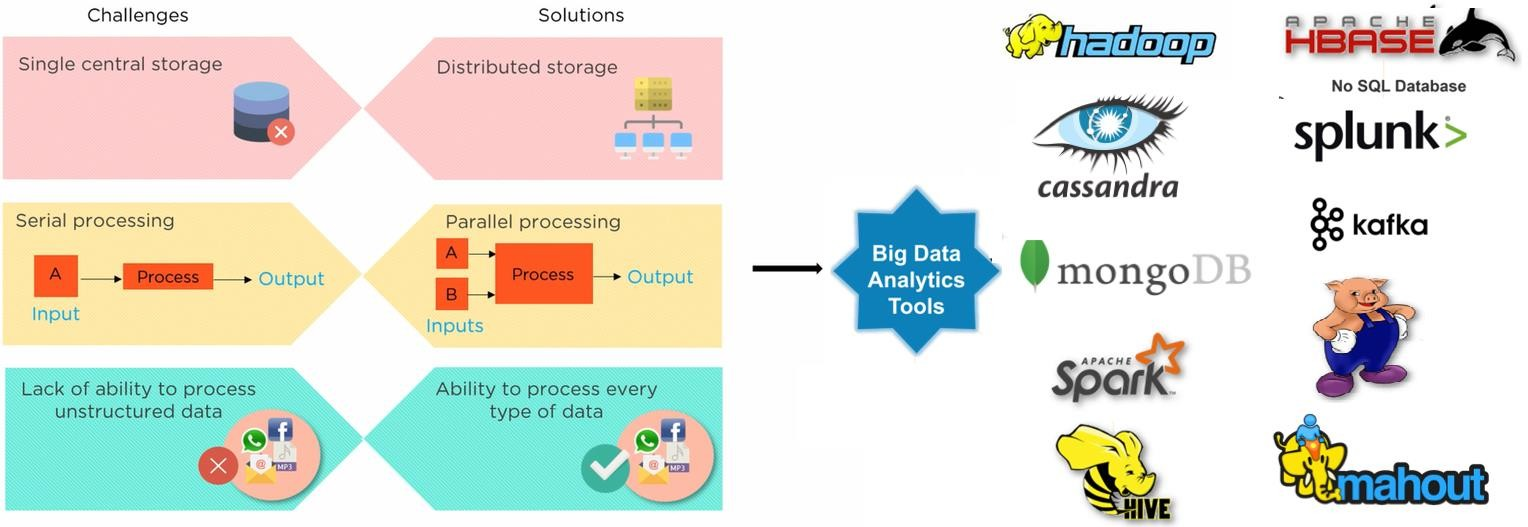 Challenges
Solutions
Single central storage
Distributed storage
Serial processing
A
Process
Output
Input
Parallel processing
A
B
Process
Output
Inputs
Lack of ability to process
unstructured data
@
MP3
Ability to process every
type of data
@
MP3
Big Data
Analytics
Tools
hadoop
cassandra
mongoDB
APACHE
Spark™
HIVE
APACHE
HBASE
No SQL Database
splunk>
kafka
mahout